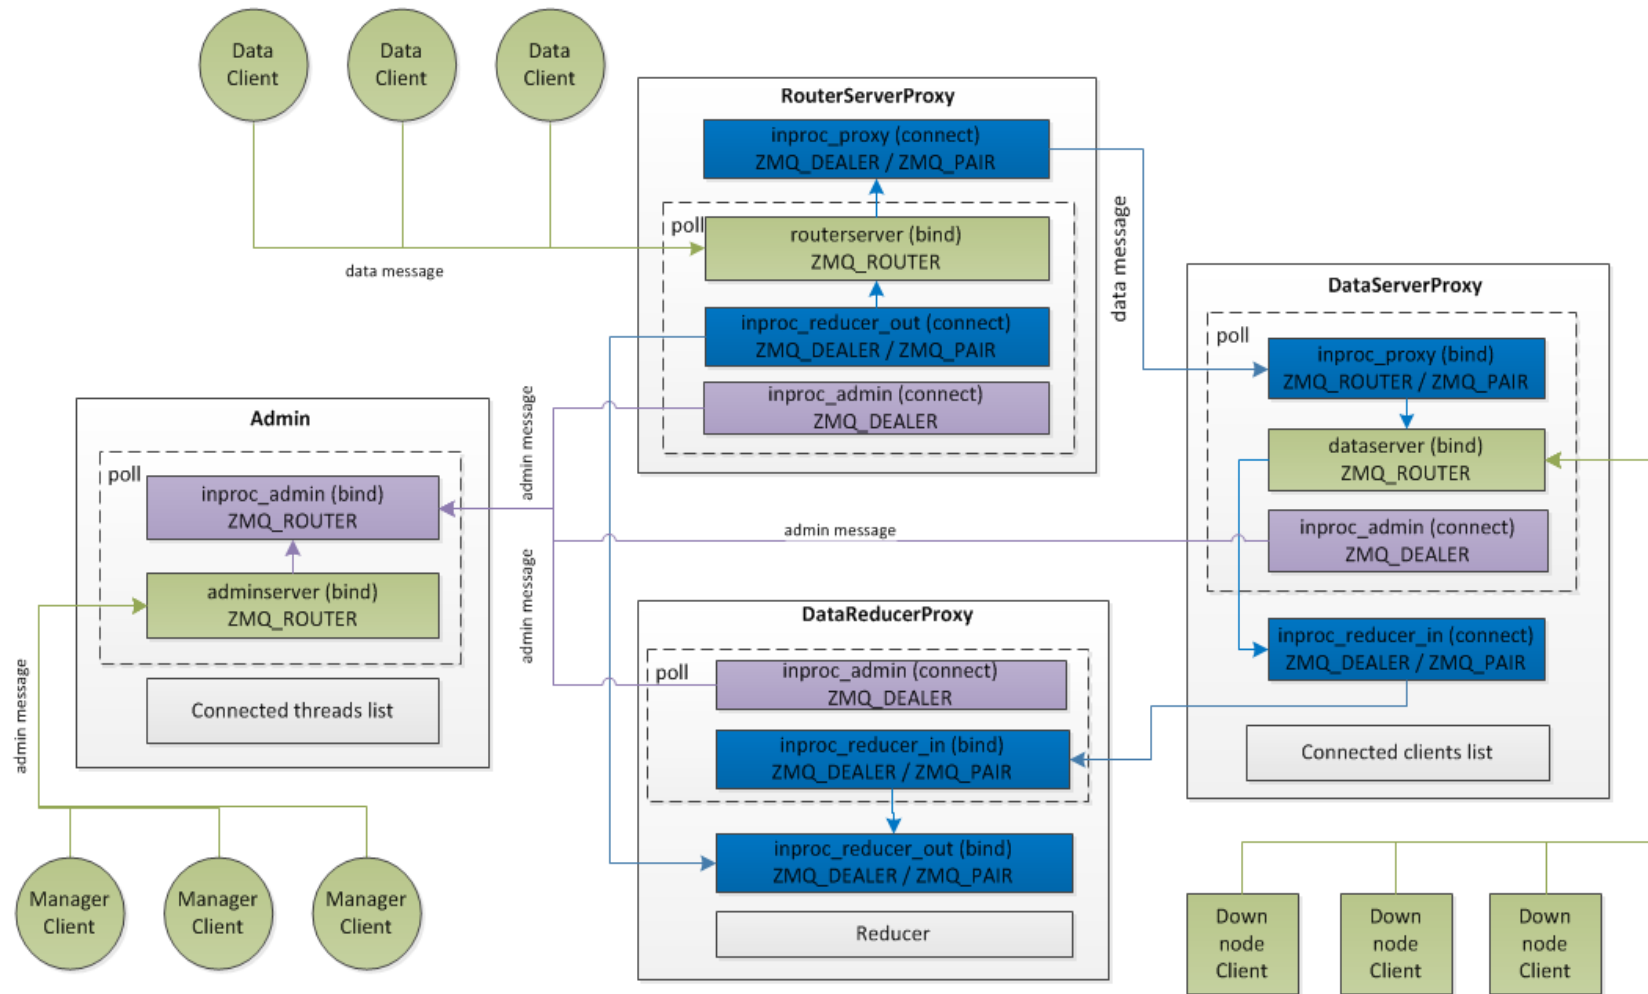 Data
Client
Data
Client
Data
Client
data message
RouterServerProxy
inproc_proxy (connect)
ZMQ_DEALER / ZMQ_PAIR
poll
routerserver (bind)
ZMQ_ROUTER
inproc_reducer_out (connect)
ZMQ_DEALER / ZMQ_PAIR
inproc_admin (connect)
ZMQ_DEALER
data message
DataServerProxy
poll
inproc_proxy (bind)
ZMQ_ROUTER / ZMQ_PAIR
dataserver (bind)
ZMQ_ROUTER
inproc_admin (connect)
ZMQ_DEALER
inproc_reducer_in (connect)
ZMQ_DEALER / ZMQ_PAIR
Connected clients list
Admin
poll
inproc_admin (bind)
ZMQ_ROUTER
adminserver (bind)
ZMQ_ROUTER
Connected threads list
admin message
admin message
admin message
admin message
DataReducerProxy
poll
inproc_admin (connect)
ZMQ_DEALER
inproc_reducer_in (bind)
ZMQ_DEALER / ZMQ_PAIR
inproc_reducer_out (bind)
ZMQ_DEALER / ZMQ_PAIR
Reducer
Manager
Client
Manager
Client
Manager
Client
Down
node
Client
Down
node
Client
Down
node
Client